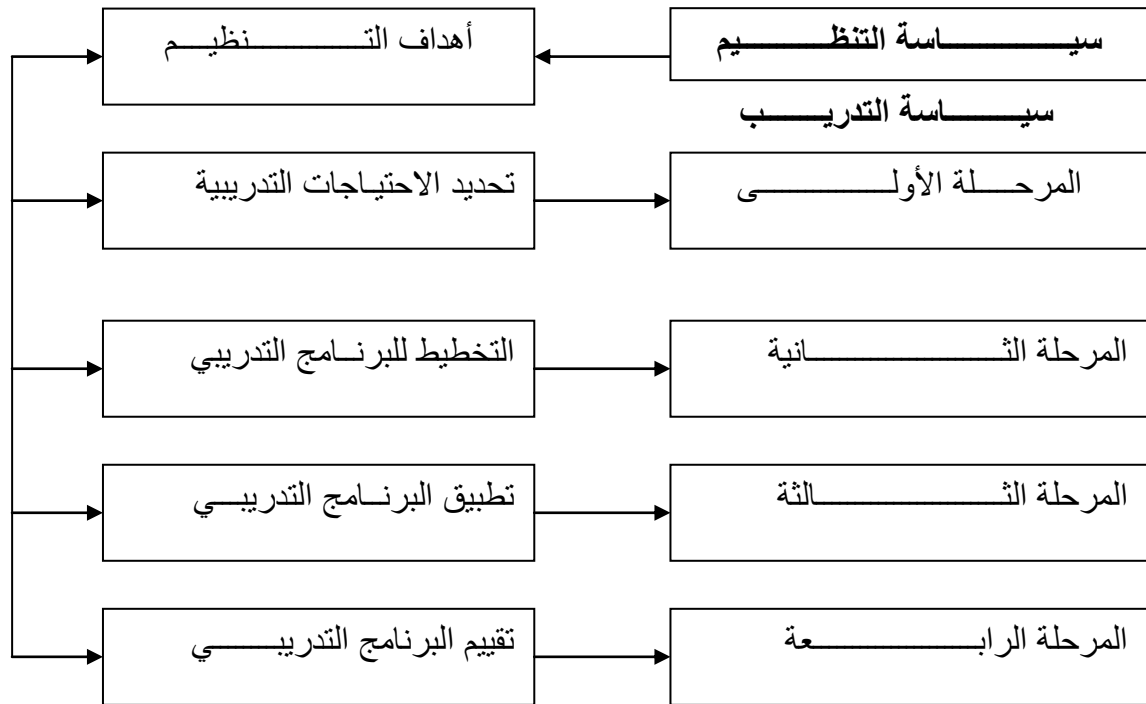 سياسة التنظيم
أهداف التنظيم
سياسة التدريب
المرحلة الأولى
تحديد الاحتياجات التدريبية
المرحلة الثانية
التخطيط للبرنامج التدريبي
المرحلة الثالثة
تطبيق البرنامج التدريبي
المرحلة الرابعة
تقييم البرنامج التدريبي